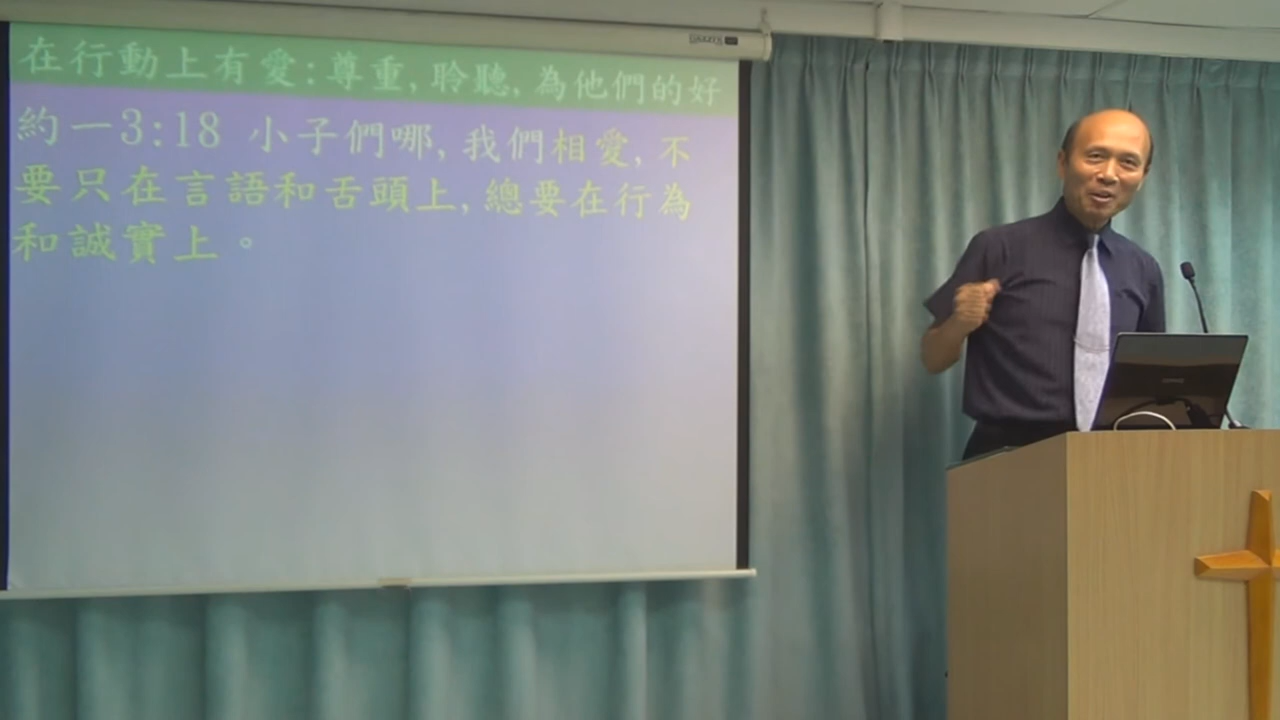 在行動上有愛:尊重,聆聽,為他們的好
約一3:18 小子們哪,我們相愛,不
要只在言語和舌頭上,總要在行為
和誠實上。